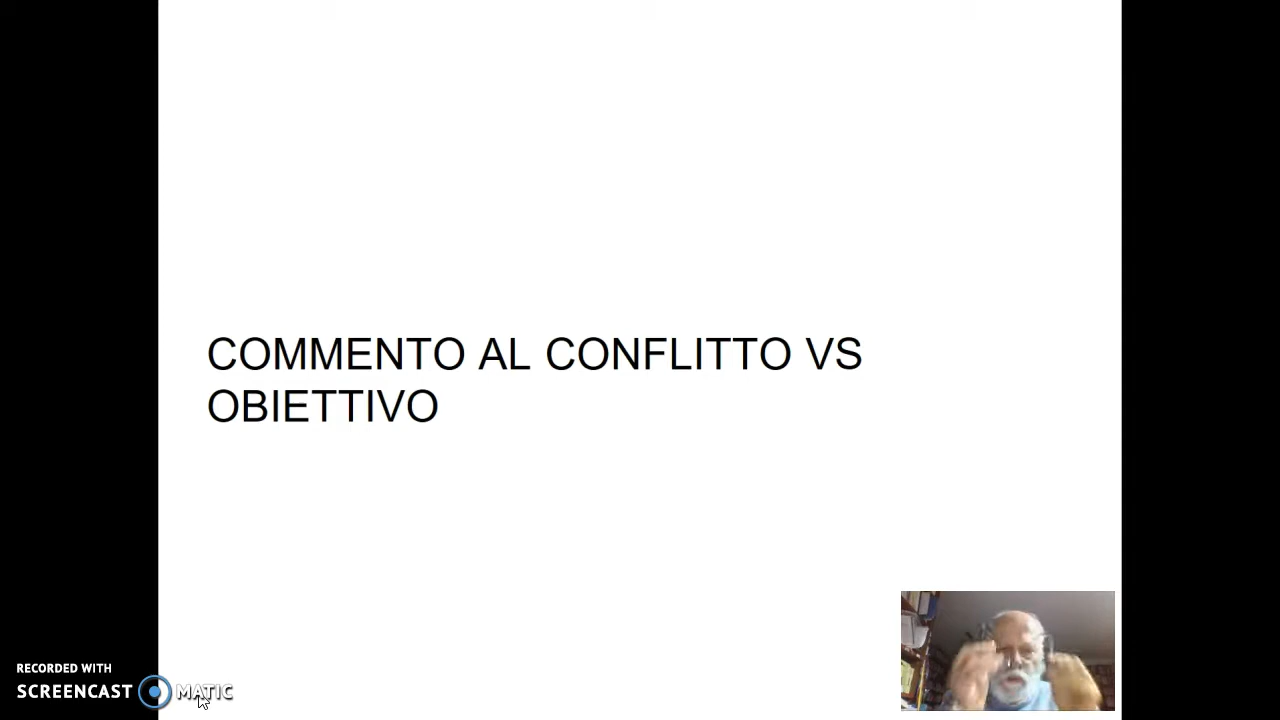 COMMENTO AL CONFLITTO VS
OBIETTIVO
RECORDED WITH
SCREENCAST MATIC